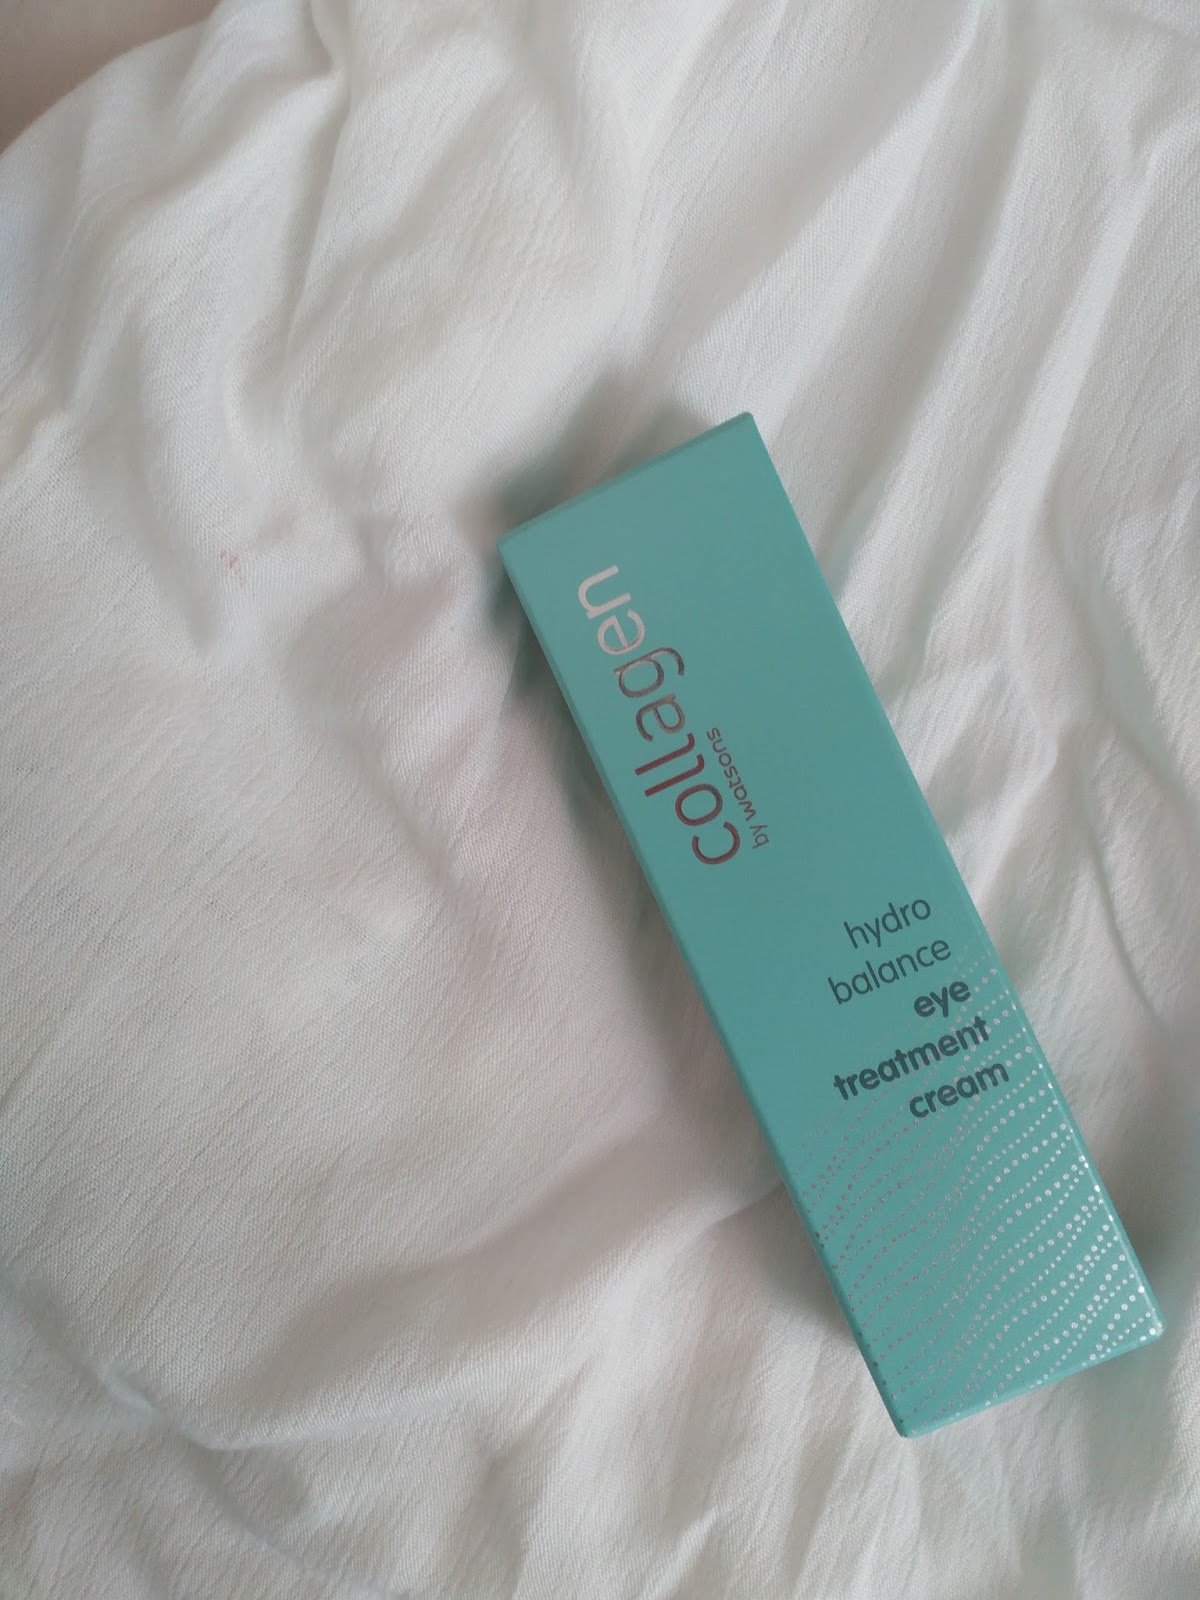 collagen
by watsons
hydro
balance
eye
treatment
cream